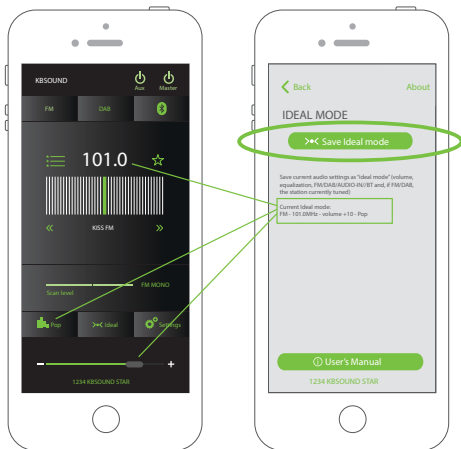 KBSOUND
Aux Master
FM DAB
101.0
KISS FM
Scan level FM MONO
Pop Ideal Settings
- +
1234 KBSOUND STAR
Back About
IDEAL MODE
Save Ideal mode
Save current audio settings as "Ideal mode" (volume,
equalization, FM/DAB/AUDIO-IN//BT and, if FM/DAB,
the station currently tuned)
Current Ideal mode:
FM - 101.0MHz - volume +10 - Pop
User's Manual
1234 KBSOUND STAR